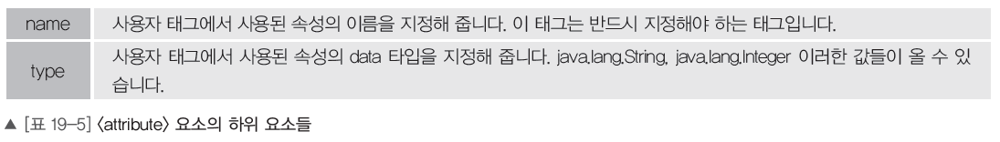 name 사용자 태그에서 사용된 속성의 이름을 지정해 줍니다. 이 태그는 반드시 지정해야 하는 태그입니다.
type 사용자 태그에서 사용된 속성의 data 타입을 지정해 줍니다. java.lang.String, java.lang.Integer 이러한 값들이 올 수 있
습니다.
▲ [표 19-5] <attribute> 요소의 하위 요소들